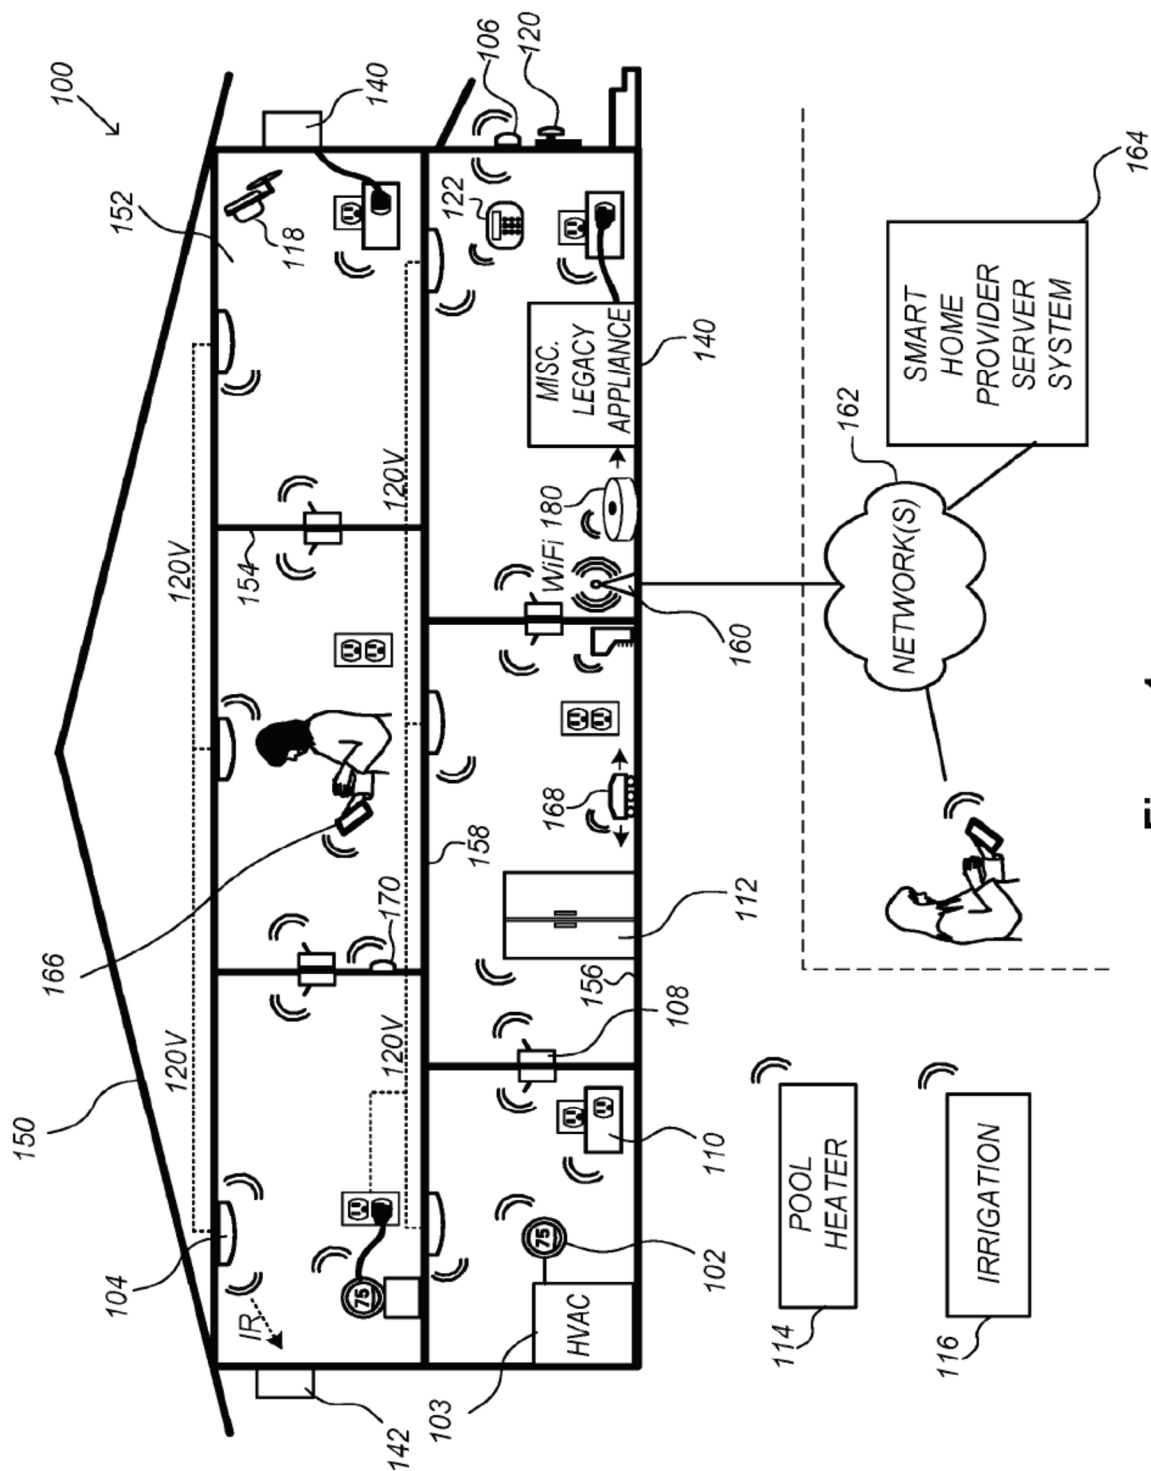 150
100
104
120V
120V
152
IR
166
154
118
142
140
120V
120V
75
170
103
158
122
106
120
75
WiFi
180
HVAC
MISC.
LEGACY
APPLIANCE
168
156
108
102
110
112
160
140
114
POOL
HEATER
162
NETWORK(S)
SMART
HOME
PROVIDER
SERVER
SYSTEM
164
116
IRRIGATION